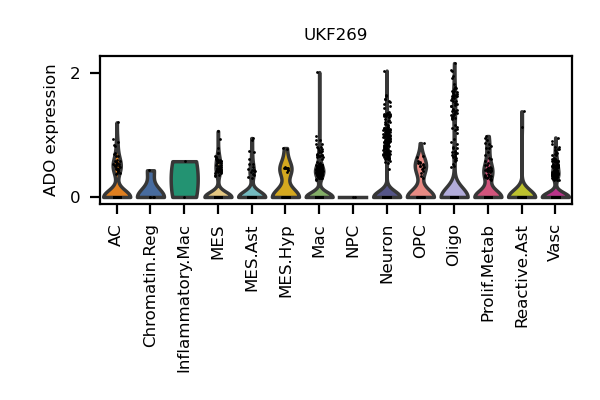 UKF269
ADO expression
2
0
AC
Chromatin.Reg
Inflammatory.Mac
MES
MES.Ast
MES.Hyp
Mac
NPC
Neuron
OPC
Oligo
Prolif.Metab
Reactive.Ast
Vasc